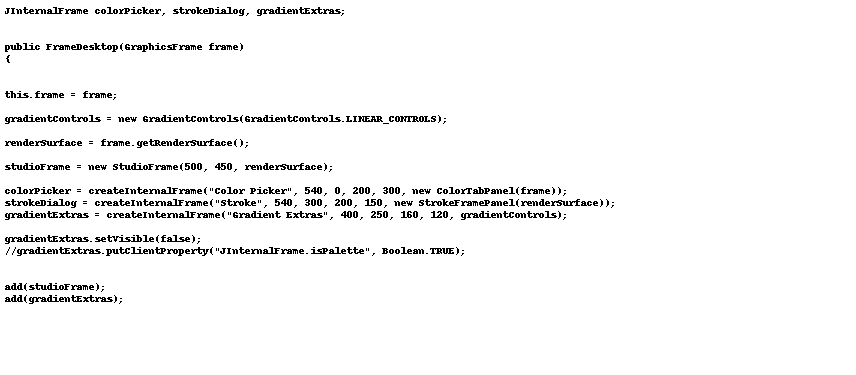 JInternalFrame colorPicker, strokeDialog, gradientExtras;
public FrameDesktop(GraphicsFrame frame)
{
this.frame = frame;
gradientControls = new GradientControls(GradientControls.LINEAR_CONTROLS);
renderSurface = frame.getRenderSurface();
studioFrame = new StudioFrame(500, 450, renderSurface);
colorPicker = createInternalFrame("Color Picker", 540, 0, 200, 300, new ColorTabPanel(frame));
strokeDialog = createInternalFrame("Stroke", 540, 300, 200, 150, new StrokeFramePanel(renderSurface));
gradientExtras = createInternalFrame("Gradient Extras", 400, 250, 160, 120, gradientControls);
gradientExtras.setVisible(false);
//gradientExtras.putClientProperty("JInternalFrame.isPalette", Boolean.TRUE);
add(studioFrame);
add(gradientExtras);